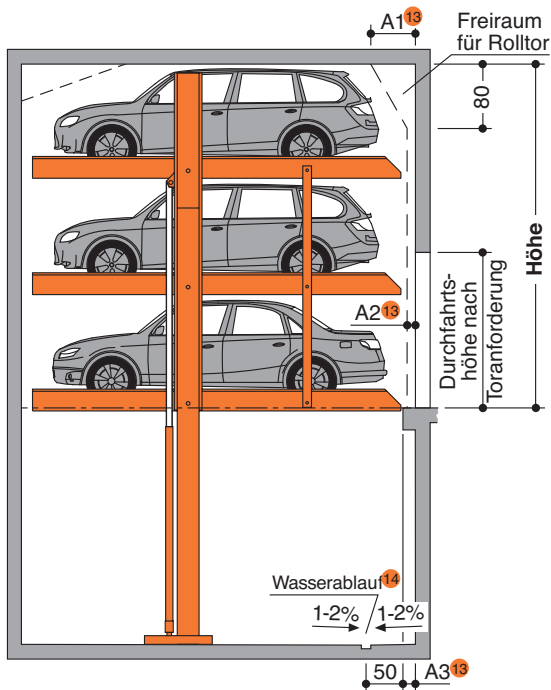 A1 13
Freiraum
für Rolltor
80
Höhe
A2 13
Durchfahrts-
höhe nach
Toranforderung
Wasserablauf 14
1-2% 1-2%
50 A3 13